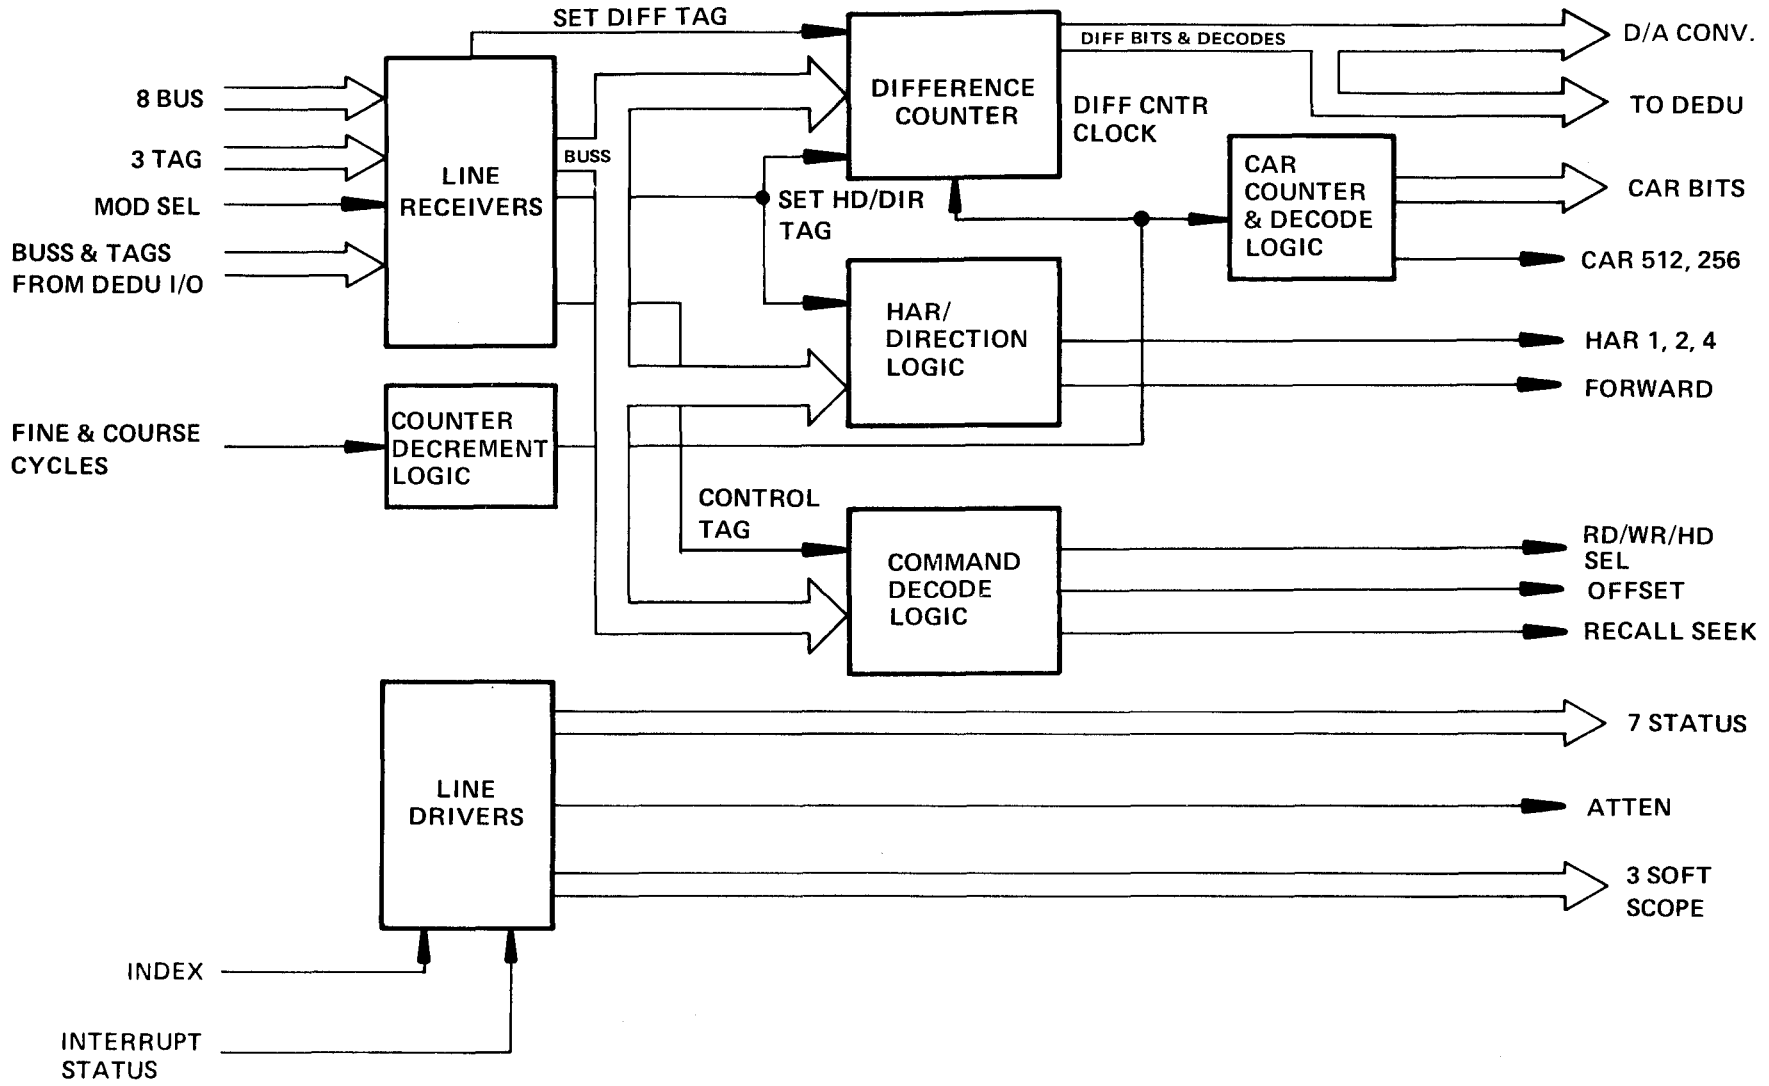 SET DIFF TAG
8 BUS
3 TAG
MOD SEL
BUSS & TAGS
FROM DEDU I/O
LINE
RECEIVERS
BUSS
DIFFERENCE
COUNTER
DIFF BITS & DECODES
D/A CONV.
TO DEDU
DIFF CNTR
CLOCK
CAR
COUNTER
& DECODE
LOGIC
CAR BITS
CAR 512, 256
SET HD/DIR
TAG
HAR/
DIRECTION
LOGIC
HAR 1, 2, 4
FORWARD
FINE & COURSE
CYCLES
COUNTER
DECREMENT
LOGIC
CONTROL
TAG
COMMAND
DECODE
LOGIC
RD/WR/HD
SEL
OFFSET
RECALL SEEK
LINE
DRIVERS
7 STATUS
ATTEN
3 SOFT
SCOPE
INDEX
INTERRUPT
STATUS